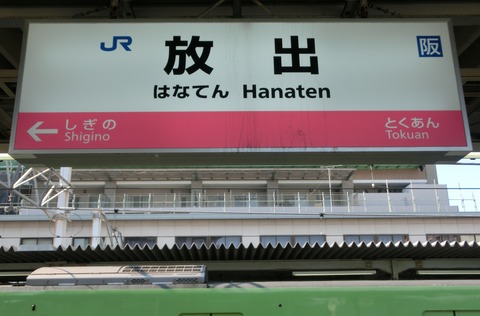 JR 放出 阪
はなてん Hanaten
← しぎの とくあん
Shigino Tokuan